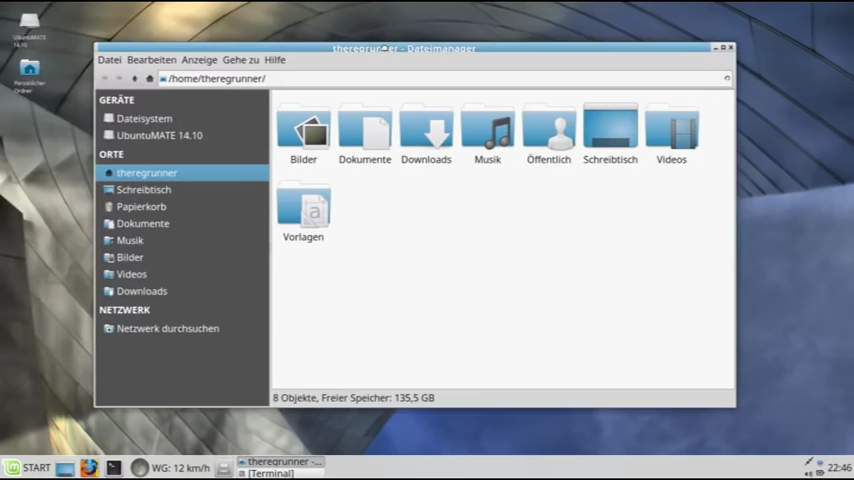 UbuntuMATE
14.10
Persönlicher
Ordner
theregrunner - Dateimanager
Datei Bearbeiten Anzeige Gehe zu Hilfe
/home/theregrunner/
GERÄTE
Dateisystem
UbuntuMATE 14.10
ORTE
theregrunner
Schreibtisch
Papierkorb
Dokumente
Musik
Bilder
Videos
Downloads
NETZWERK
Netzwerk durchsuchen
Bilder Dokumente Downloads Musik Öffentlich Schreibtisch Videos
Vorlagen
8 Objekte, Freier Speicher: 135,5 GB
START
WG: 12 km/h
theregrunner -...
[Terminal]
22:46